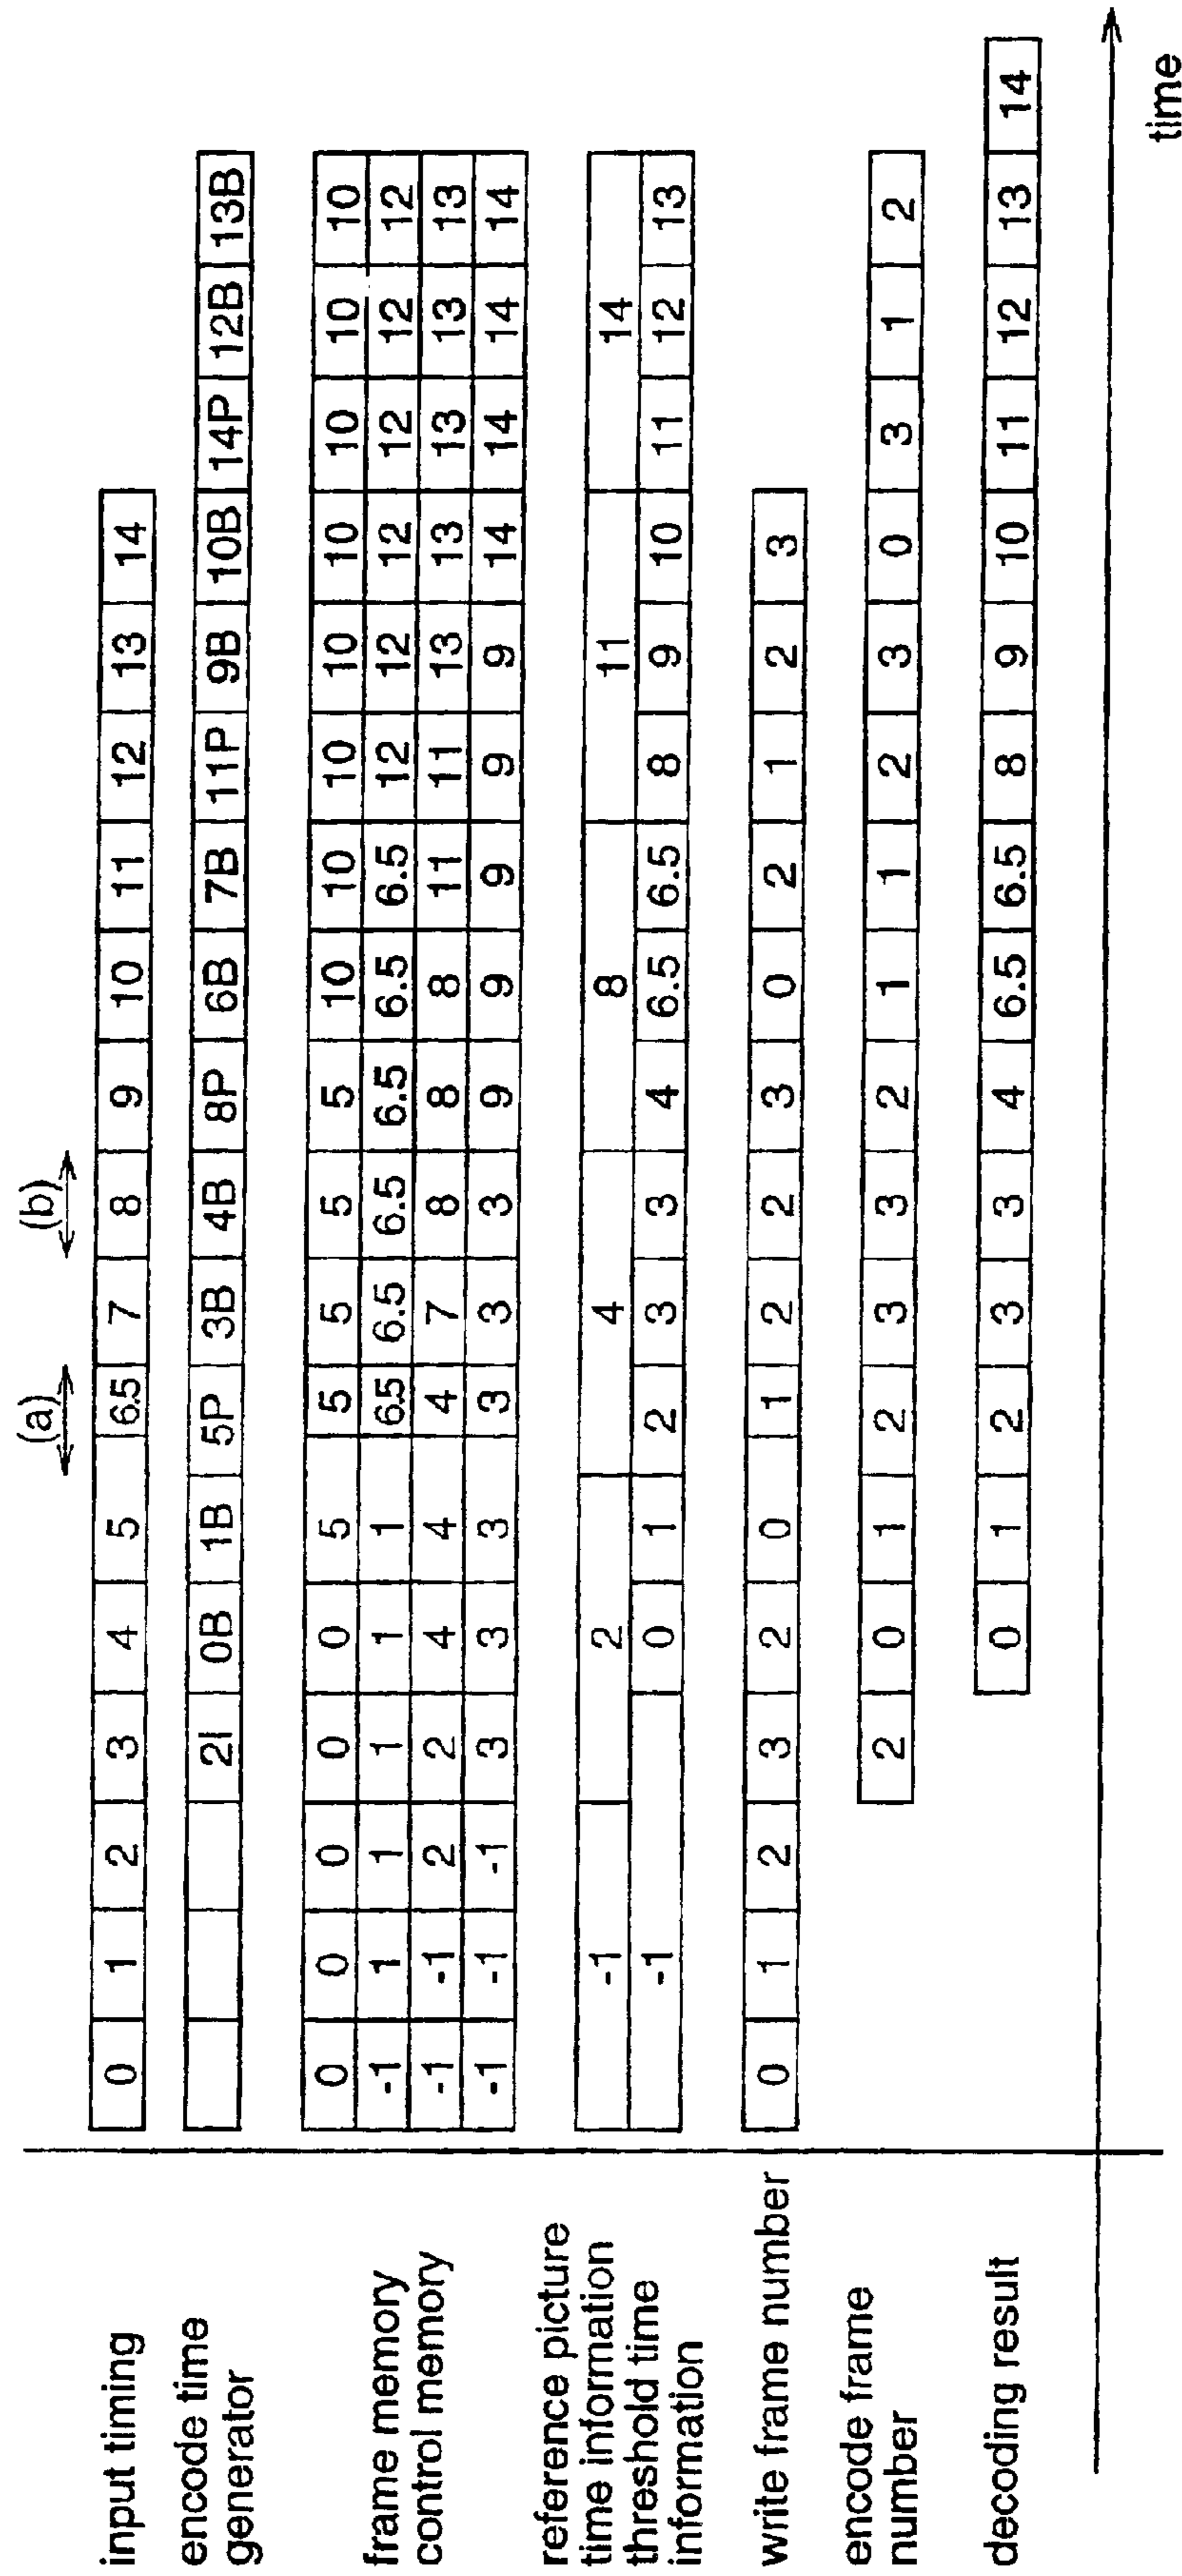 (a) (b)
input timing 0 1 2 3 4 5 6.5 7 8 9 10 11 12 13 14
encode time
generator 2I 0B 1B 5P 3B 4B 8P 6B 7B 11P 9B 10B 14P 12B 13B
frame memory
control memory
0 0 0 0 0 5 5 5 5 5 10 10 10 10 10 10 10 10
-1 1 1 1 1 1 6.5 6.5 6.5 6.5 6.5 6.5 12 12 12 12 12 12
-1 -1 2 2 4 4 4 7 8 8 8 11 11 13 13 13 13 13
-1 -1 -1 3 3 3 3 3 3 9 9 9 9 9 14 14 14 14
reference picture
time information -1 2 4 8 11 14
threshold time
information -1 0 1 2 3 3 4 6.5 6.5 8 9 10 11 12 13
write frame number 0 1 2 3 2 0 1 2 2 3 0 2 1 2 3
encode frame
number 2 0 1 2 3 3 2 1 1 2 3 0 3 1 2
decoding result 0 1 2 3 3 4 6.5 6.5 8 9 10 11 12 13 14
time